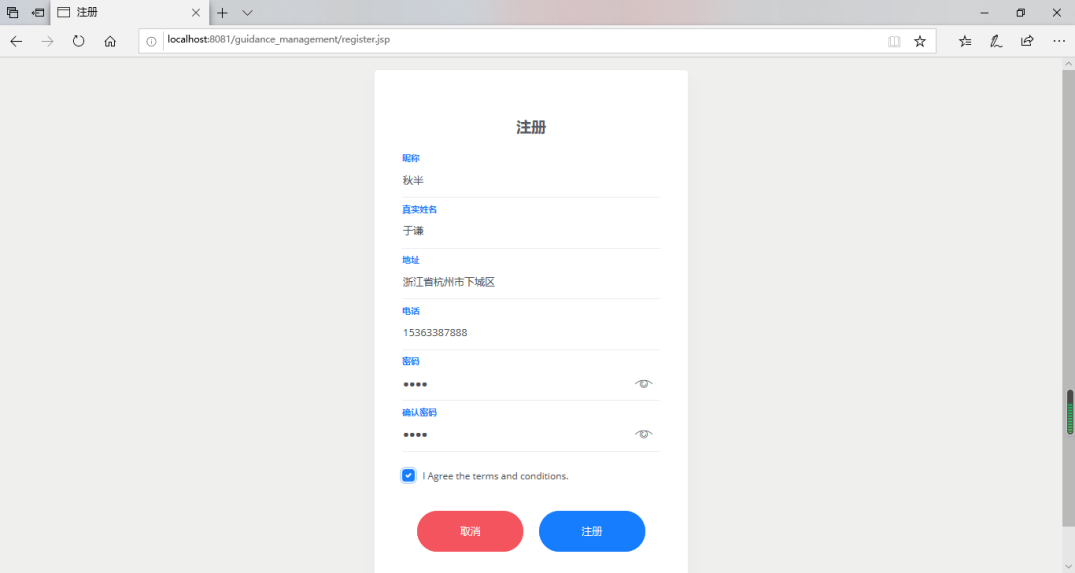 注册
localhost:8081/guidance_management/register.jsp
注册
昵称
秋半
真实姓名
于谦
地址
浙江省杭州市下城区
电话
15363387888
密码
••••
确认密码
••••
I Agree the terms and conditions.
取消
注册